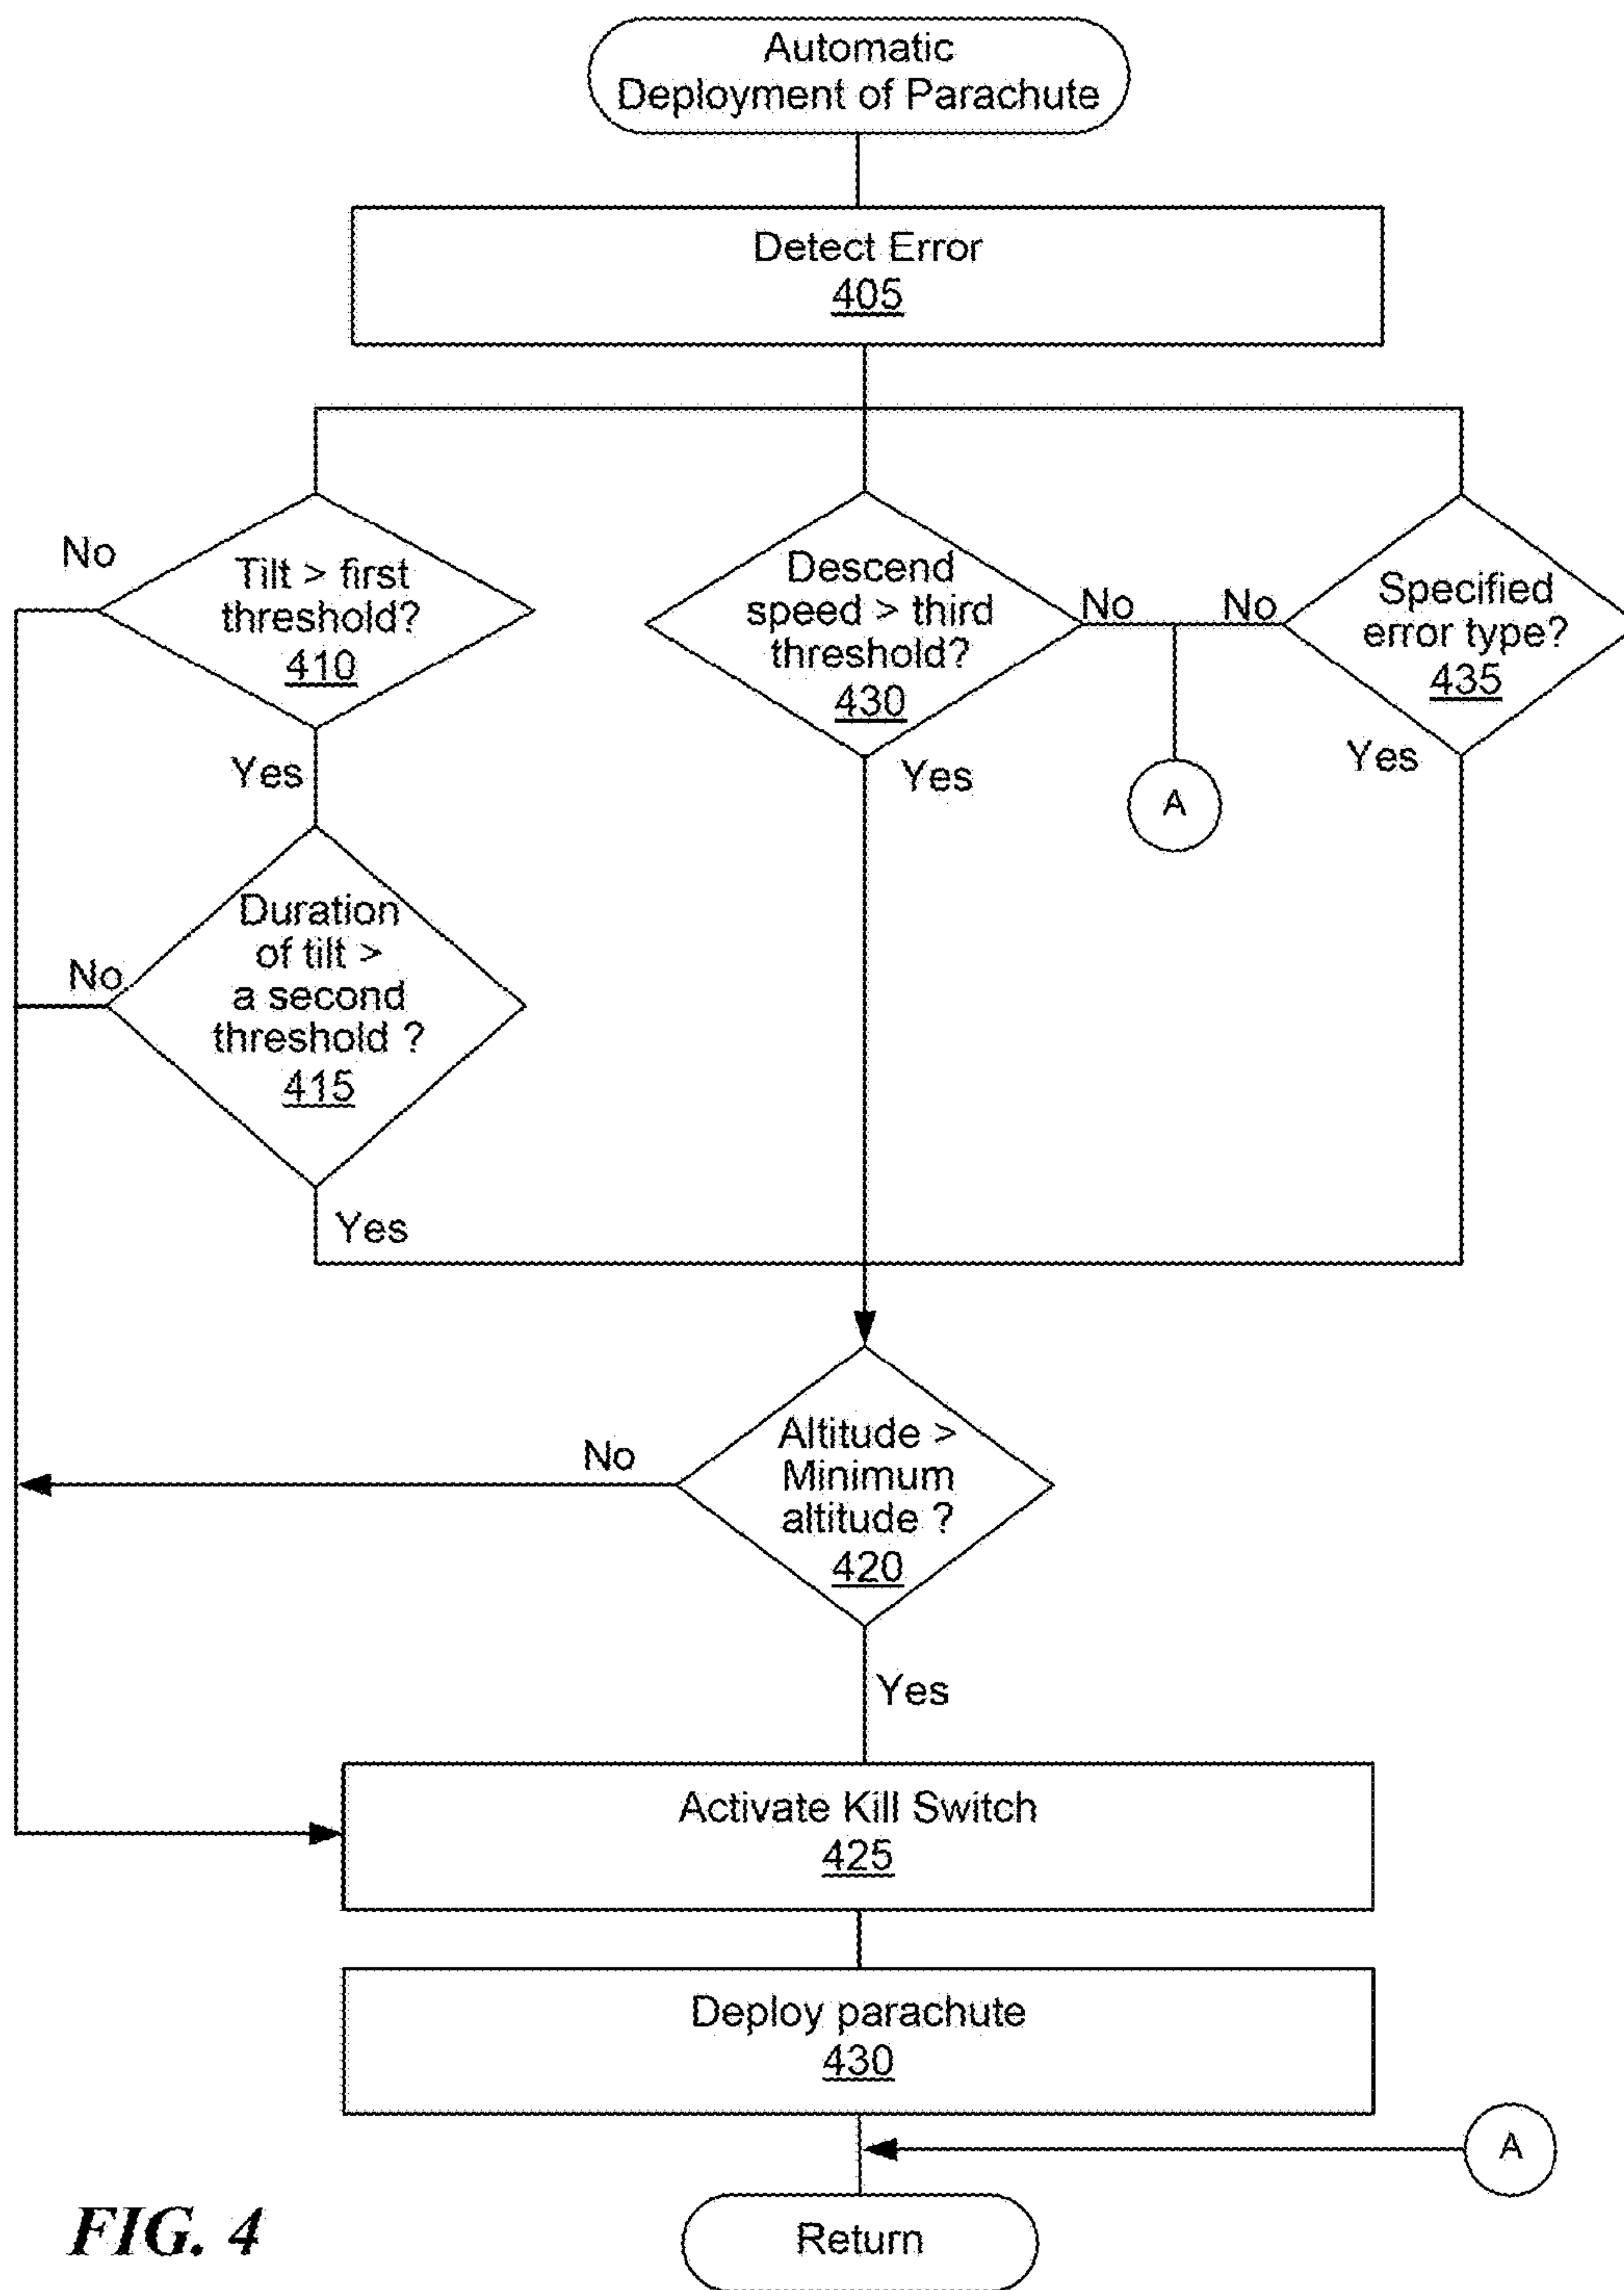 Automatic
Deployment of Parachute
Detect Error
405
No
Tilt > first
threshold?
410
Yes
Descend
speed > third
threshold?
430
No
Yes
No
Specified
error type?
435
Yes
A
Duration
of tilt >
a second
threshold ?
415
No
Yes
Altitude >
Minimum
altitude ?
420
No
Yes
Activate Kill Switch
425
Deploy parachute
430
A
Return
FIG. 4